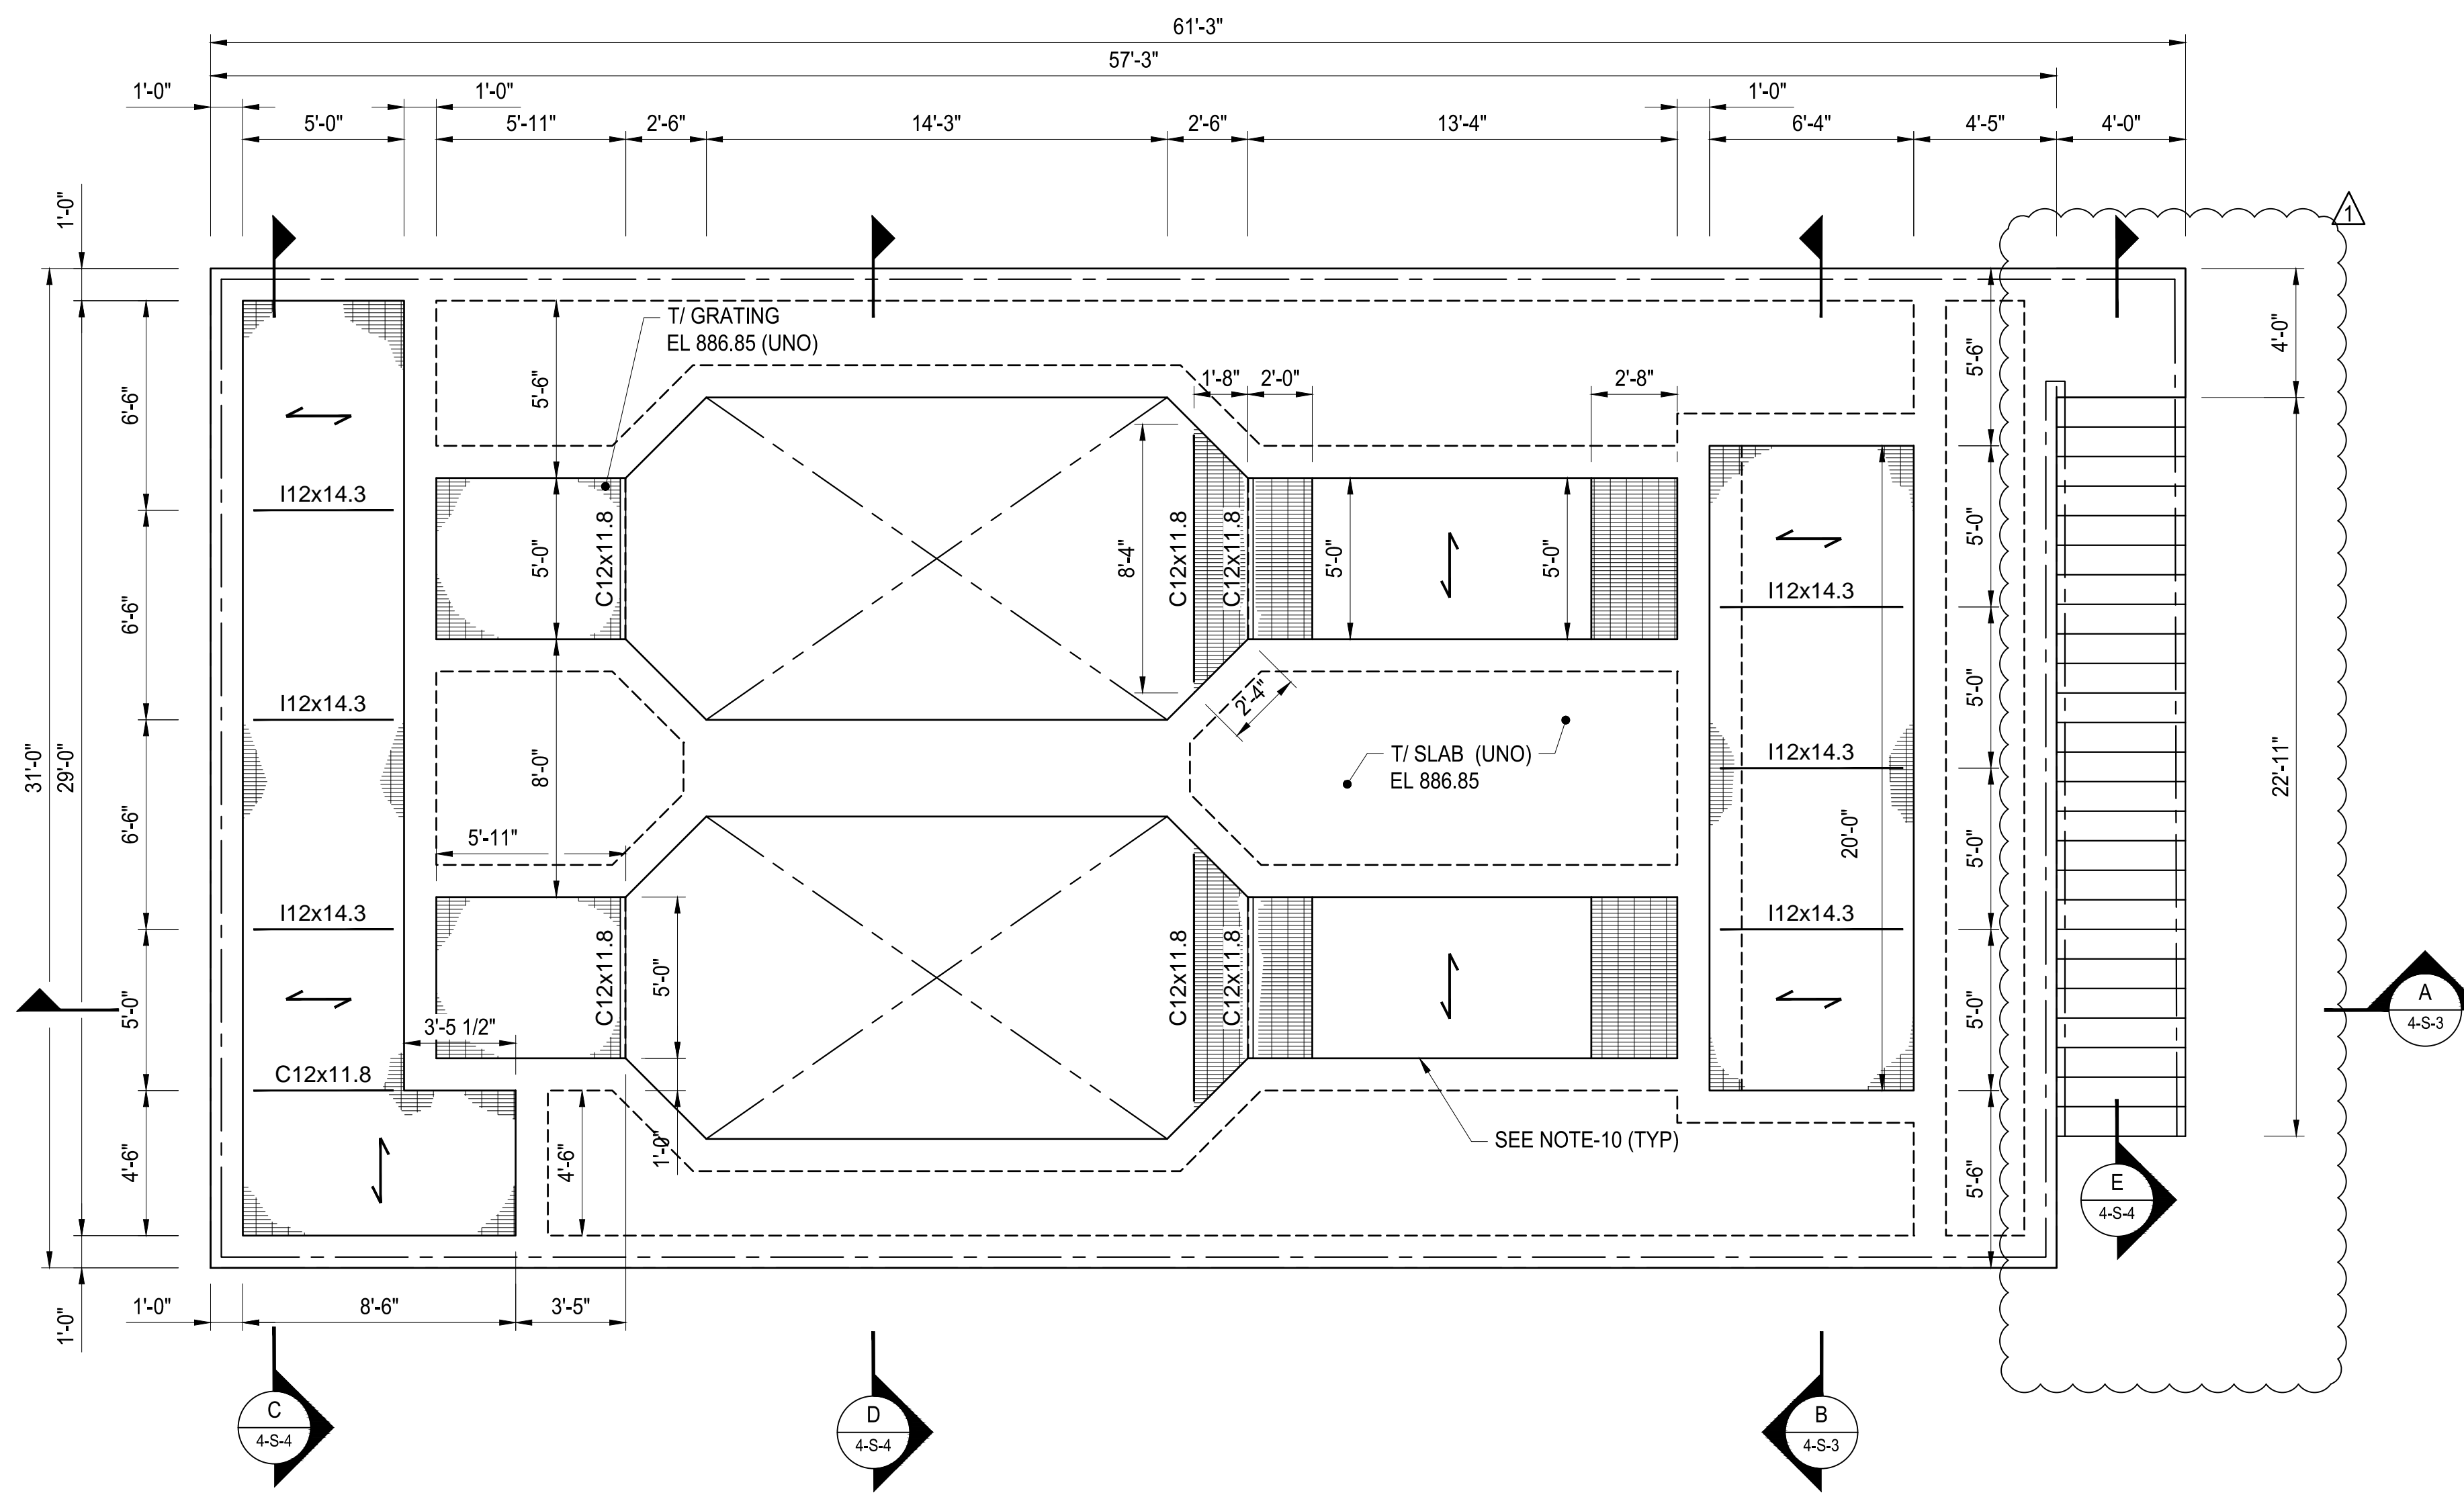 61'-3"
57'-3"
1'-0"
1'-0"
1'-0"
5'-0"
5'-11"
2'-6"
14'-3"
2'-6"
13'-4"
6'-4"
4'-5"
4'-0"
1'-0"
1
T/ GRATING
EL 886.85 (UNO)
5'-6"
4'-0"
5'-6"
1'-8"
2'-0"
2'-8"
6'-6"
I12x14.3
5'-0"
C12x11.8
8'-4"
C12x11.8
C12x11.8
5'-0"
5'-0"
5'-0"
I12x14.3
6'-6"
I12x14.3
2'-4"
5'-0"
31'-0"
29'-0"
8'-0"
T/ SLAB (UNO)
EL 886.85
I12x14.3
22'-11"
6'-6"
5'-11"
20'-0"
5'-0"
I12x14.3
I12x14.3
5'-0"
C12x11.8
5'-0"
C12x11.8
C12x11.8
5'-0"
A
4-S-3
3'-5 1/2"
C12x11.8
4'-6"
4'-6"
1'-0"
SEE NOTE-10 (TYP)
5'-6"
E
4-S-4
1'-0"
1'-0"
8'-6"
3'-5"
C
4-S-4
D
4-S-4
B
4-S-3